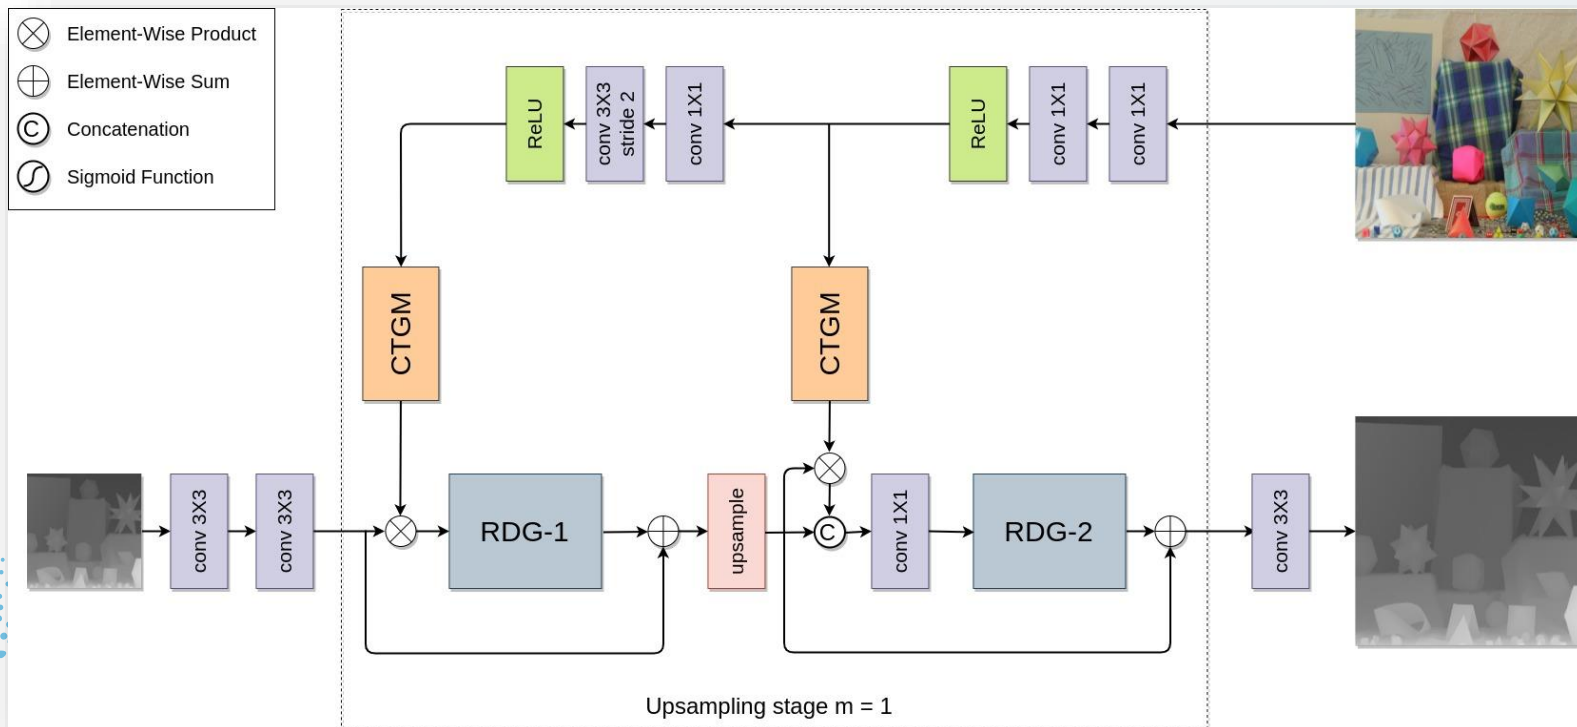 Element-Wise Product
Element-Wise Sum
C
Concatenation
Sigmoid Function
ReLU
conv 3X3
stride 2
conv 1X1
ReLU
conv 1X1
conv 1X1
CTGM
CTGM
conv 3X3
conv 3X3
RDG-1
upsample
C
conv 1X1
RDG-2
conv 3X3
Upsampling stage m = 1